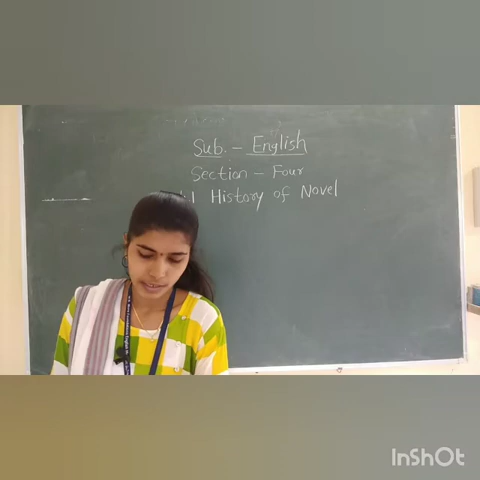 Sub. - English
Section - Four
History of Novel
InShOt